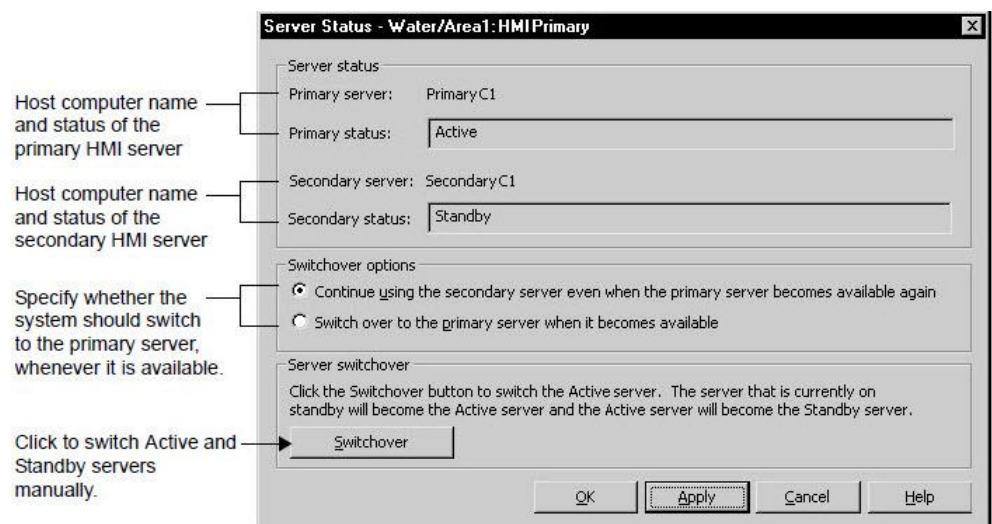 Server Status - Water/Area1: HMIPrimary
X
Host computer name
and status of the
primary HMI server
Host computer name
and status of the
secondary HMI server
Specify whether the
system should switch
to the primary server,
whenever it is available.
Click to switch Active and
Standby servers
manually.
Server status
Primary server: PrimaryC1
Primary status: Active
Secondary server: SecondaryC1
Secondary status: Standby
Switchover options
Continue using the secondary server even when the primary server becomes available again
Switch over to the primary server when it becomes available
Server switchover
Click the Switchover button to switch the Active server. The server that is currently on
standby will become the Active server and the Active server will become the Standby server.
Switchover
OK Apply Cancel Help